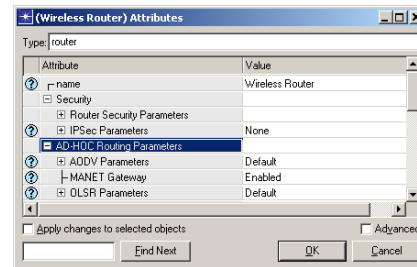 (Wireless Router) Attributes
Type: router
Attribute Value
name Wireless Router
Security
Router Security Parameters
IPSec Parameters None
AD-HOC Routing Parameters
AODV Parameters Default
MANET Gateway Enabled
OLSR Parameters Default
Apply changes to selected objects Advanced
Find Next OK Cancel